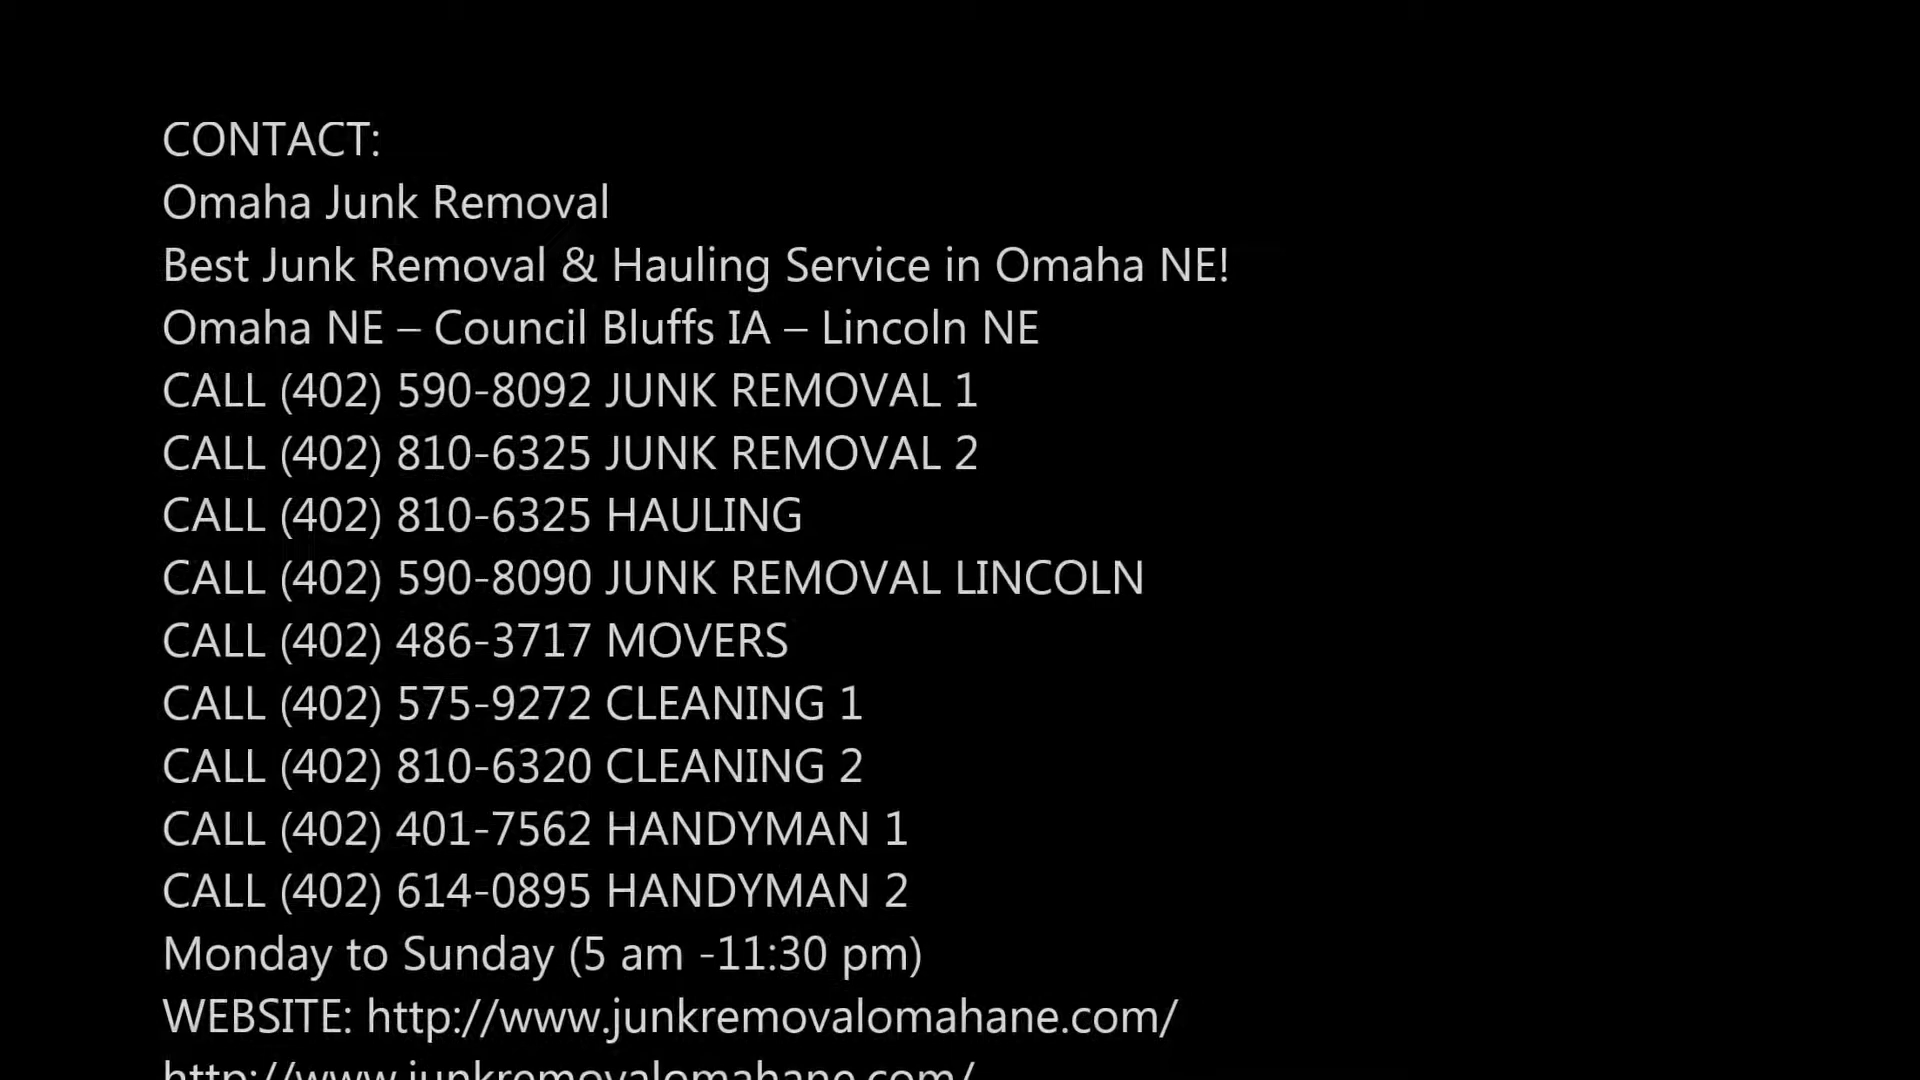 CONTACT:
Omaha Junk Removal
Best Junk Removal & Hauling Service in Omaha NE!
Omaha NE – Council Bluffs IA – Lincoln NE
CALL (402) 590-8092 JUNK REMOVAL 1
CALL (402) 810-6325 JUNK REMOVAL 2
CALL (402) 810-6325 HAULING
CALL (402) 590-8090 JUNK REMOVAL LINCOLN
CALL (402) 486-3717 MOVERS
CALL (402) 575-9272 CLEANING 1
CALL (402) 810-6320 CLEANING 2
CALL (402) 401-7562 HANDYMAN 1
CALL (402) 614-0895 HANDYMAN 2
Monday to Sunday (5 am -11:30 pm)
WEBSITE: http://www.junkremovalomahane.com/
http://www.junkremovalomahane.com/